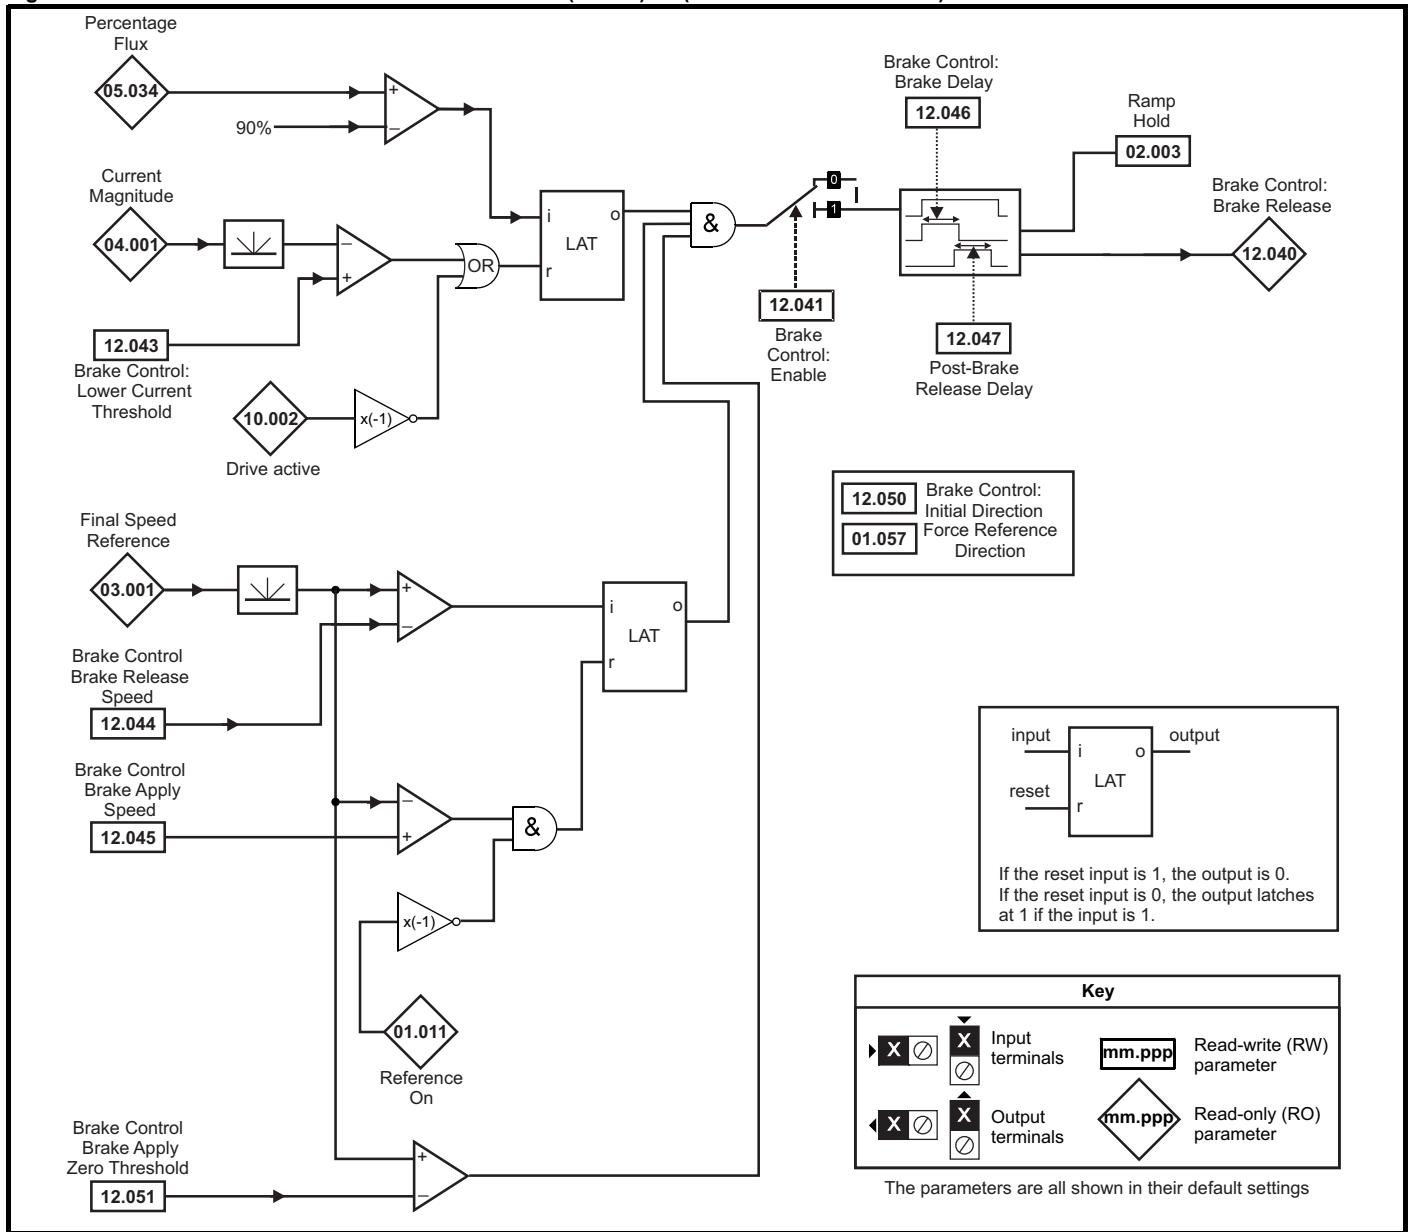 Percentage
Flux
05.034
+
90%
–
Current
Magnitude
04.001
–
+
OR
i
o
LAT
r
12.043
Brake Control:
Lower Current
Threshold
10.002
x(-1)
Drive active
&
0
1
12.041
Brake
Control:
Enable
Brake Control:
Brake Delay
12.046
Ramp
Hold
02.003
Brake Control:
Brake Release
12.040
12.047
Post-Brake
Release Delay
12.050
Brake Control:
Initial Direction
01.057
Force Reference
Direction
Final Speed
Reference
03.001
+
–
i
o
LAT
r
Brake Control
Brake Release
Speed
12.044
Brake Control
Brake Apply
Speed
12.045
–
+
&
x(-1)
01.011
Reference
On
Brake Control
Brake Apply
Zero Threshold
12.051
+
–
input
output
i
o
LAT
reset
r
If the reset input is 1, the output is 0.
If the reset input is 0, the output latches
at 1 if the input is 1.
Key
X
X
Input
terminals
mm.ppp
Read-write (RW)
parameter
X
X
Output
terminals
mm.ppp
Read-only (RO)
parameter
The parameters are all shown in their default settings